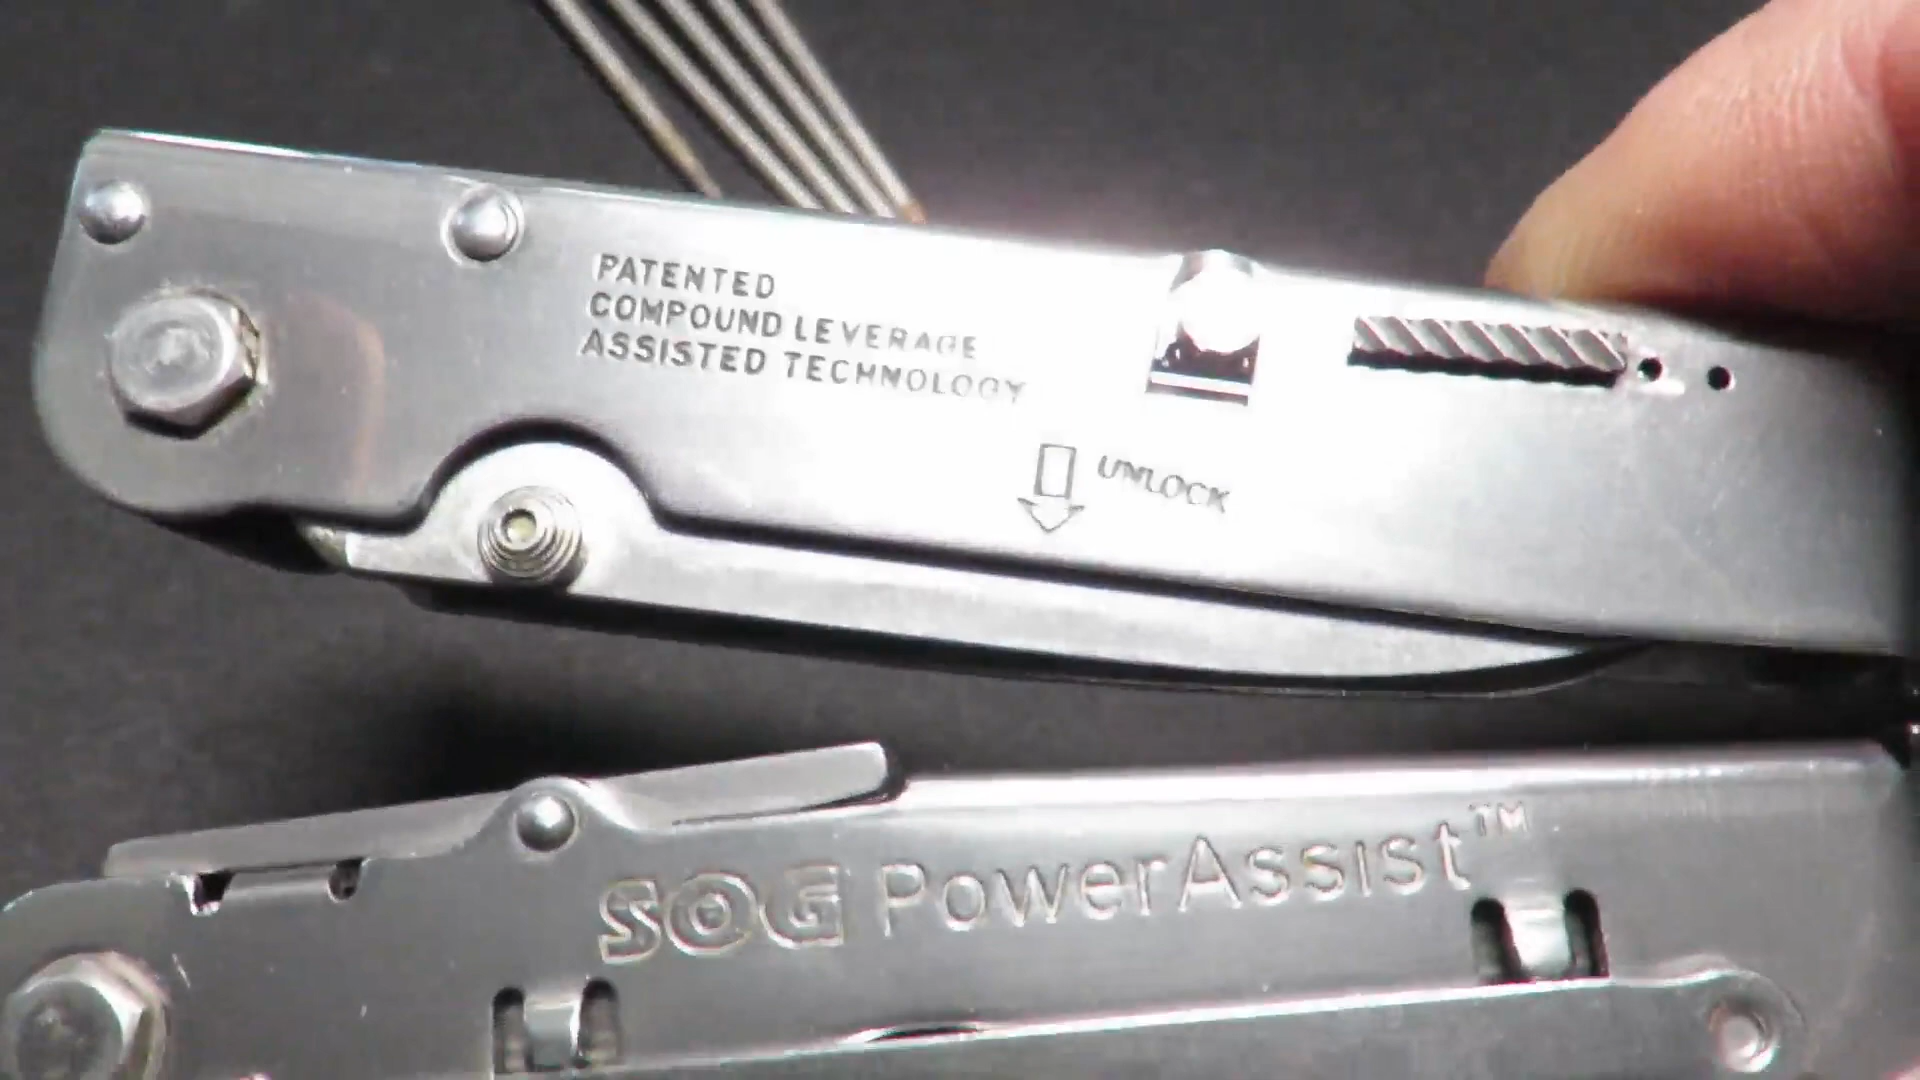 PATENTED
COMPOUND LEVERAGE
ASSISTED TECHNOLOGY
UNLOCK
SOG PowerAssist™